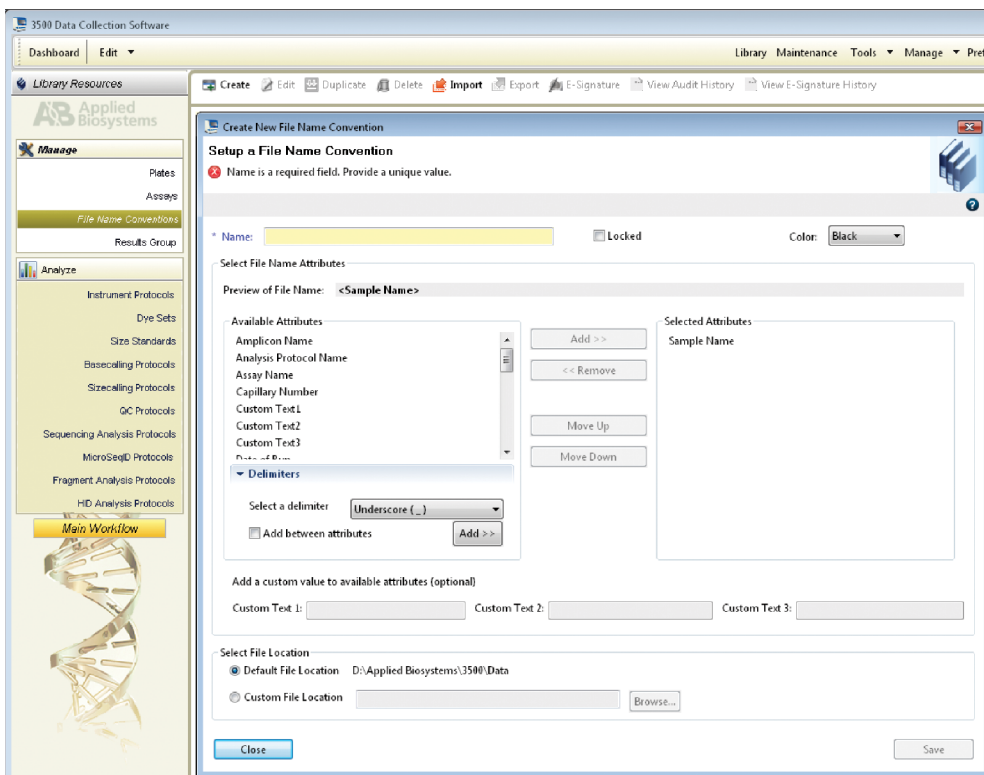 3500 Data Collection Software
Dashboard Edit
Library Maintenance Tools Manage
Library Resources
Create Edit Duplicate Delete Import Export E-Signature View Audit History View E-Signature History
AB Applied
Biosystems
Manage
Plates
Assays
File Name Conventions
Results Group
Analyze
Instrument Protocols
Dye Sets
Size Standards
Basecalling Protocols
Sizecalling Protocols
QC Protocols
Sequencing Analysis Protocols
MicroSeqID Protocols
Fragment Analysis Protocols
HID Analysis Protocols
Main Workflow
Create New File Name Convention
Setup a File Name Convention
Name is a required field. Provide a unique value.
* Name: Locked Color: Black
Select File Name Attributes
Preview of File Name: <Sample Name>
Available Attributes
Amplicon Name
Analysis Protocol Name
Assay Name
Capillary Number
Custom Text1
Custom Text2
Custom Text3
Date of Run
Delimiters
Select a delimiter Underscore (_)
Add between attributes Add >>
Add >>
<< Remove
Move Up
Move Down
Selected Attributes
Sample Name
Add a custom value to available attributes (optional)
Custom Text 1: Custom Text 2: Custom Text 3:
Select File Location
Default File Location D:\Applied Biosystems\3500\Data
Custom File Location Browse...
Close Save